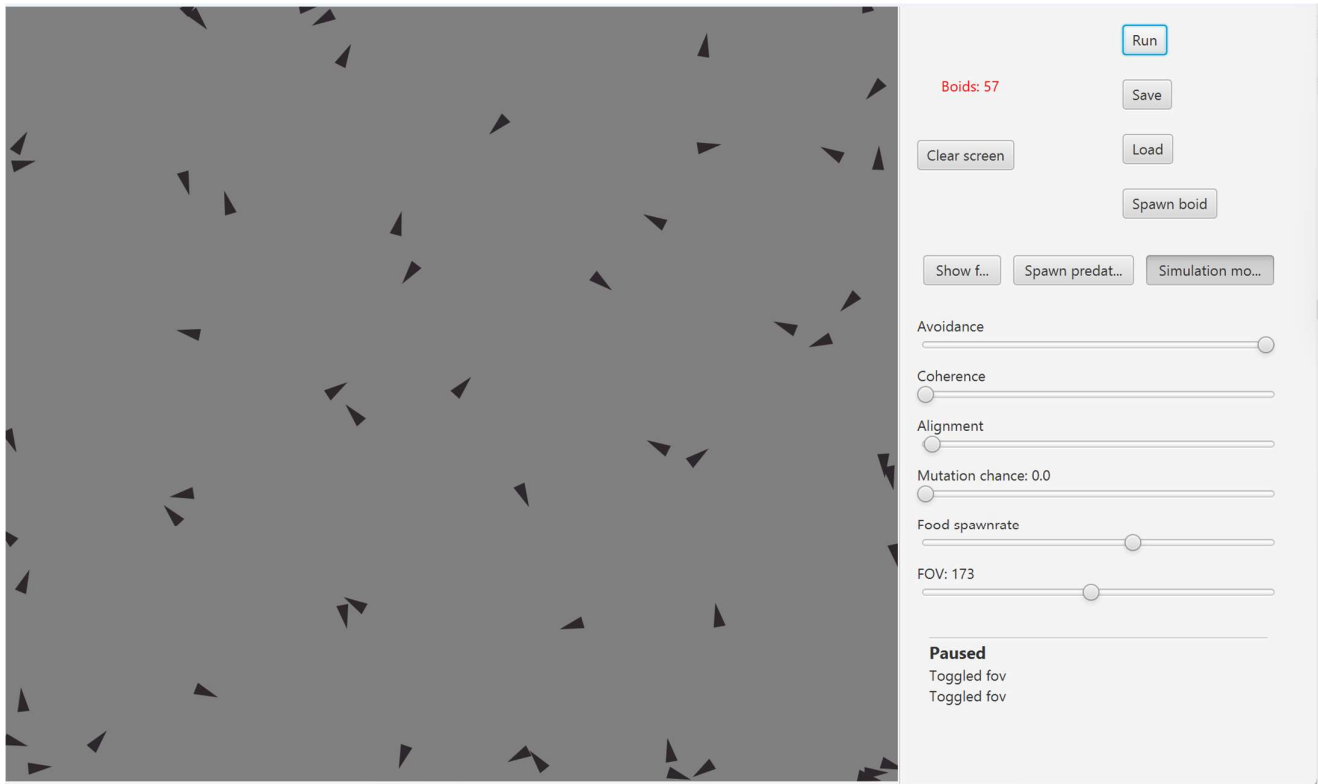 Run
Boids: 57
Save
Clear screen
Load
Spawn boid
Show f...
Spawn predat...
Simulation mo...
Avoidance
Coherence
Alignment
Mutation chance: 0.0
Food spawnrate
FOV: 173
Paused
Toggled fov
Toggled fov